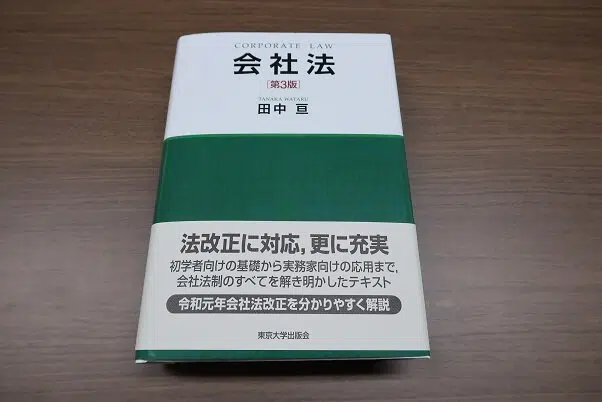 CORPORATE LAW
会社法
[第3版]
TANAKA WATARU
田中 亘
法改正に対応,更に充実
初学者向けの基礎から実務家向けの応用まで,
会社法制のすべてを解き明かしたテキスト
令和元年会社法改正を分かりやすく解説
東京大学出版会